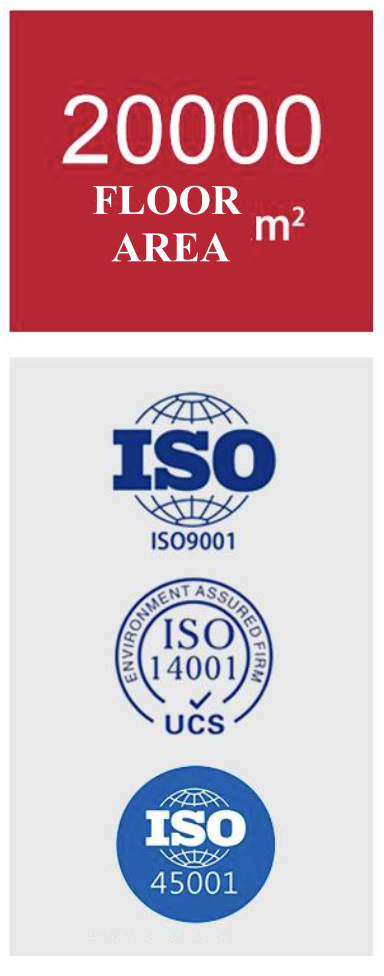 20000
FLOOR
AREA
m²
ISO
ISO9001
ENVIRONMENT ASSURED FIRM
ISO
14001
UCS
ISO
45001